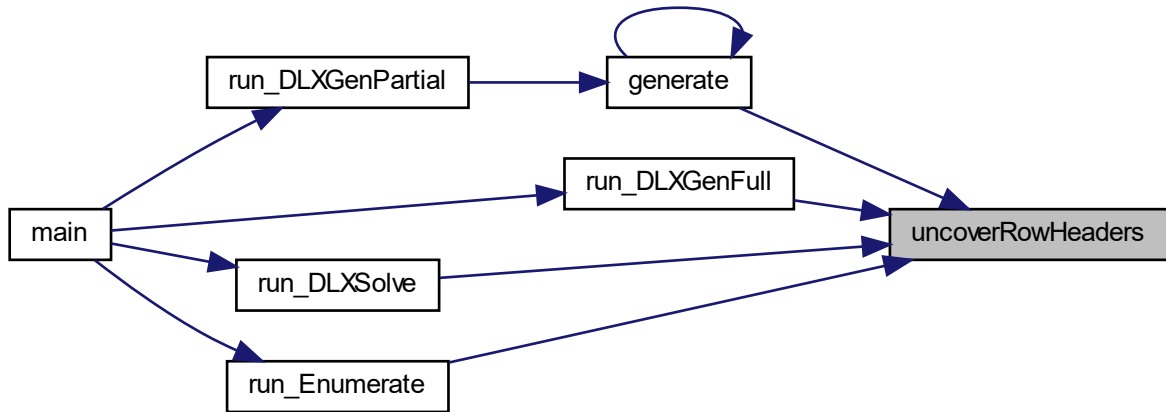 run_DLXGenPartial
generate
run_DLXGenFull
main
uncoverRowHeaders
run_DLXSolve
run_Enumerate